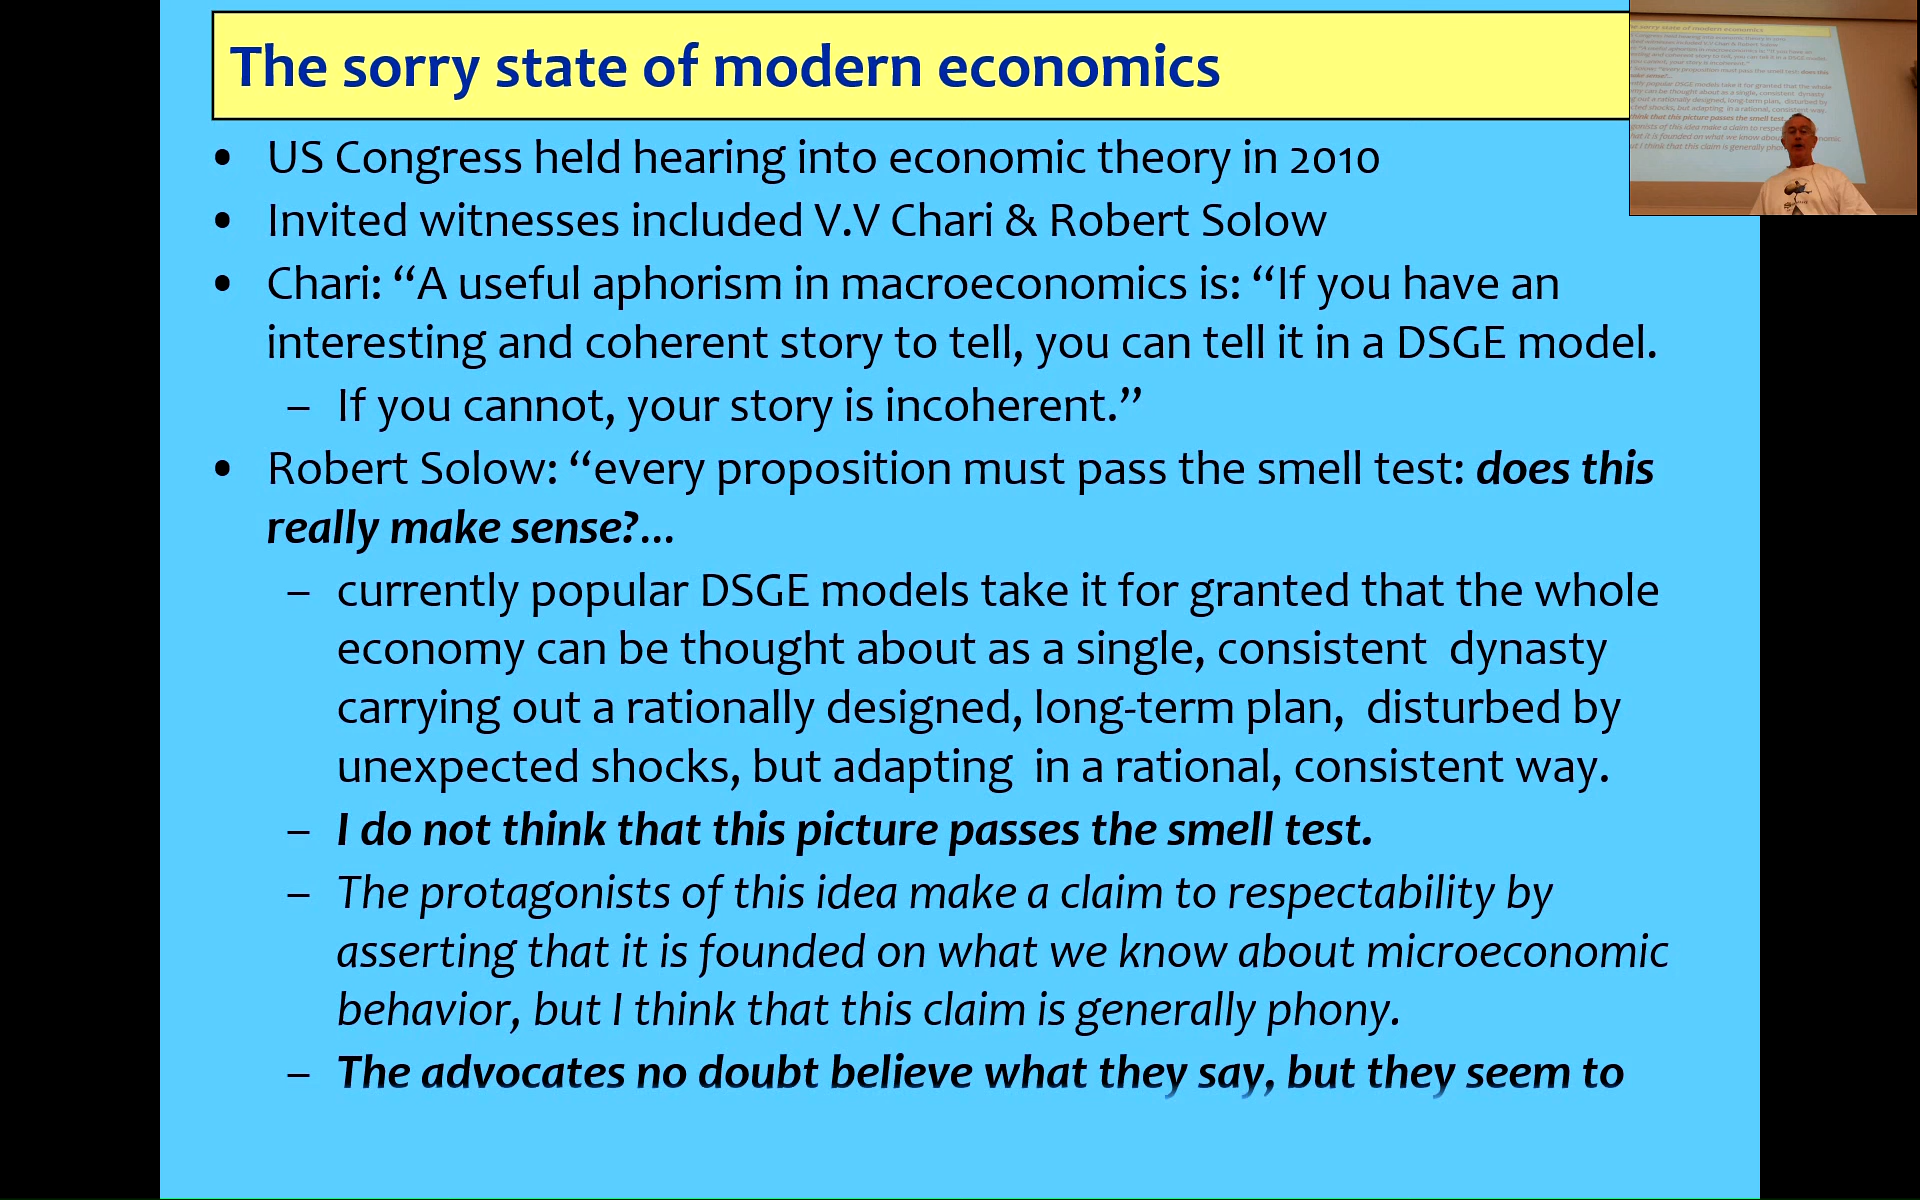 The sorry state of modern economics
• US Congress held hearing into economic theory in 2010
• Invited witnesses included V.V Chari & Robert Solow
• Chari: “A useful aphorism in macroeconomics is: “If you have an
interesting and coherent story to tell, you can tell it in a DSGE model.
– If you cannot, your story is incoherent.”
• Robert Solow: “every proposition must pass the smell test: does this
really make sense?...
– currently popular DSGE models take it for granted that the whole
economy can be thought about as a single, consistent dynasty
carrying out a rationally designed, long-term plan, disturbed by
unexpected shocks, but adapting in a rational, consistent way.
– I do not think that this picture passes the smell test.
– The protagonists of this idea make a claim to respectability by
asserting that it is founded on what we know about microeconomic
behavior, but I think that this claim is generally phony.
– The advocates no doubt believe what they say, but they seem to